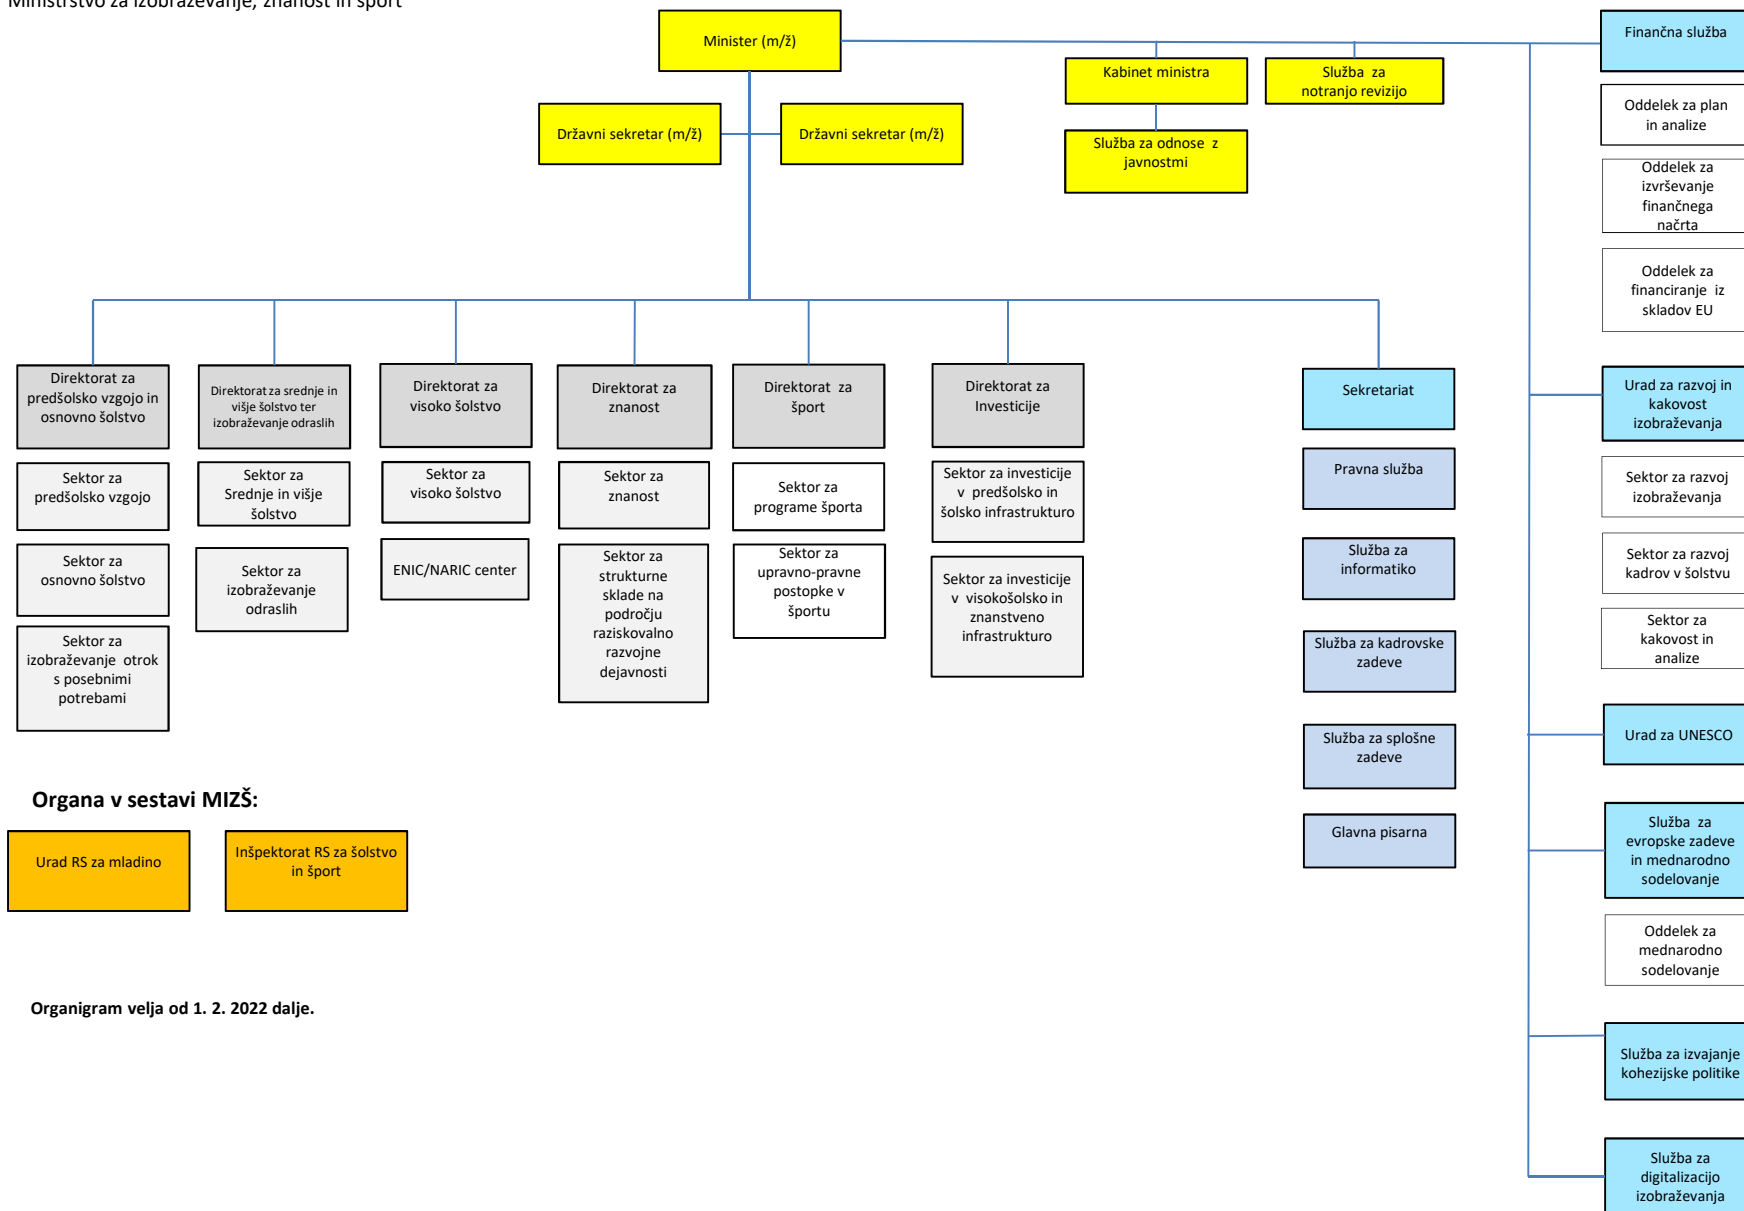 Ministrstvo za izobraževanje, znanost in šport
Minister (m/ž)
Kabinet ministra
Služba za
notranjo revizijo
Državni sekretar (m/ž)
Državni sekretar (m/ž)
Služba za odnose z
javnostmi
Finančna služba
Oddelek za plan
in analize
Oddelek za
izvrševanje
finančnega
načrta
Oddelek za
financiranje iz
skladov EU
Direktorat za
predšolsko vzgojo in
osnovno šolstvo
Sektor za
predšolsko vzgojo
Sektor za
osnovno šolstvo
Sektor za
izobraževanje otrok
s posebnimi
potrebami
Direktorat za srednje in
višje šolstvo ter
izobraževanje odraslih
Sektor za
Srednje in višje
šolstvo
Sektor za
izobraževanje
odraslih
Direktorat za
visoko šolstvo
Sektor za
visoko šolstvo
ENIC/NARIC center
Direktorat za
znanost
Sektor za
znanost
Sektor za
strukturne
sklade na
področju
raziskovalno
razvojne
dejavnosti
Direktorat za
šport
Sektor za
programe športa
Sektor za
upravno-pravne
postopke v
športu
Direktorat za
Investicije
Sektor za investicije
v predšolsko in
šolsko infrastrukturo
Sektor za investicije
v visokošolsko in
znanstveno
infrastrukturo
Sekretariat
Pravna služba
Služba za
informatiko
Služba za kadrovske
zadeve
Služba za splošne
zadeve
Glavna pisarna
Urad za razvoj in
kakovost
izobraževanja
Sektor za razvoj
izobraževanja
Sektor za razvoj
kadrov v šolstvu
Sektor za
kakovost in
analize
Urad za UNESCO
Služba za
evropske zadeve
in mednarodno
sodelovanje
Oddelek za
mednarodno
sodelovanje
Služba za izvajanje
kohezijske politike
Služba za
digitalizacijo
izobraževanja
Organa v sestavi MIZŠ:
Urad RS za mladino
Inšpektorat RS za šolstvo
in šport
Organigram velja od 1. 2. 2022 dalje.